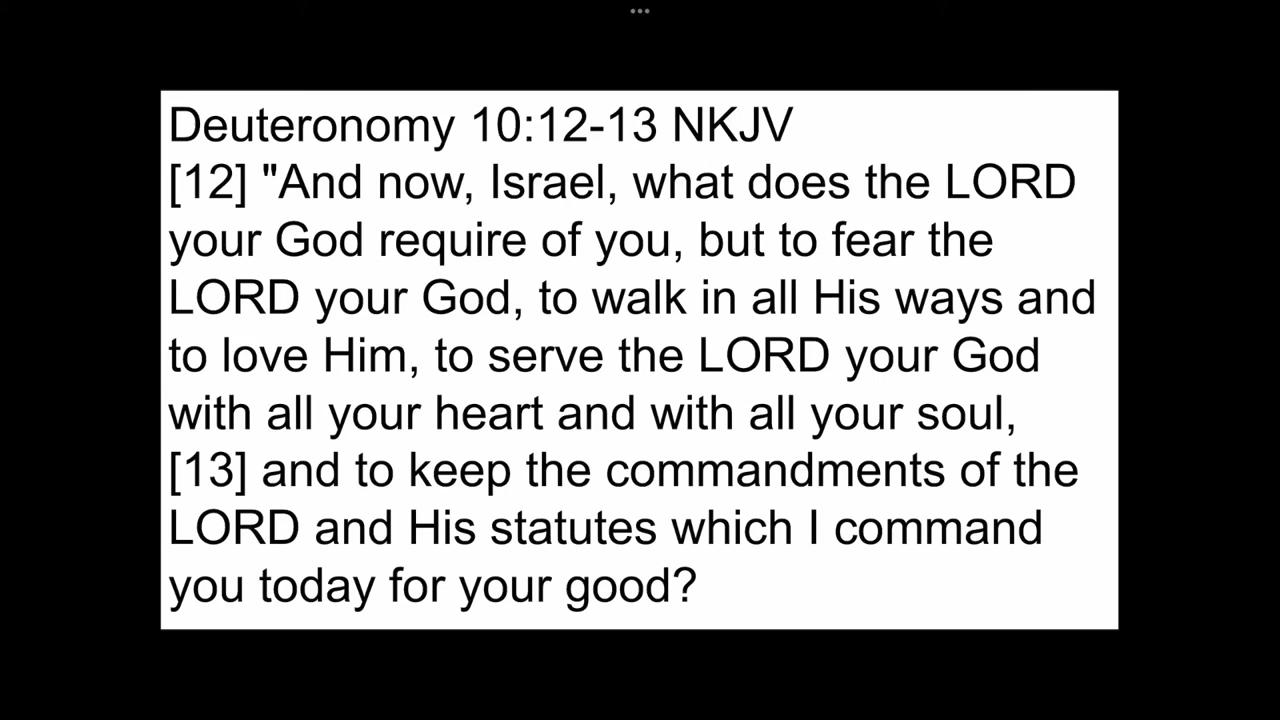 Deuteronomy 10:12-13 NKJV
[12] "And now, Israel, what does the LORD
your God require of you, but to fear the
LORD your God, to walk in all His ways and
to love Him, to serve the LORD your God
with all your heart and with all your soul,
[13] and to keep the commandments of the
LORD and His statutes which I command
you today for your good?